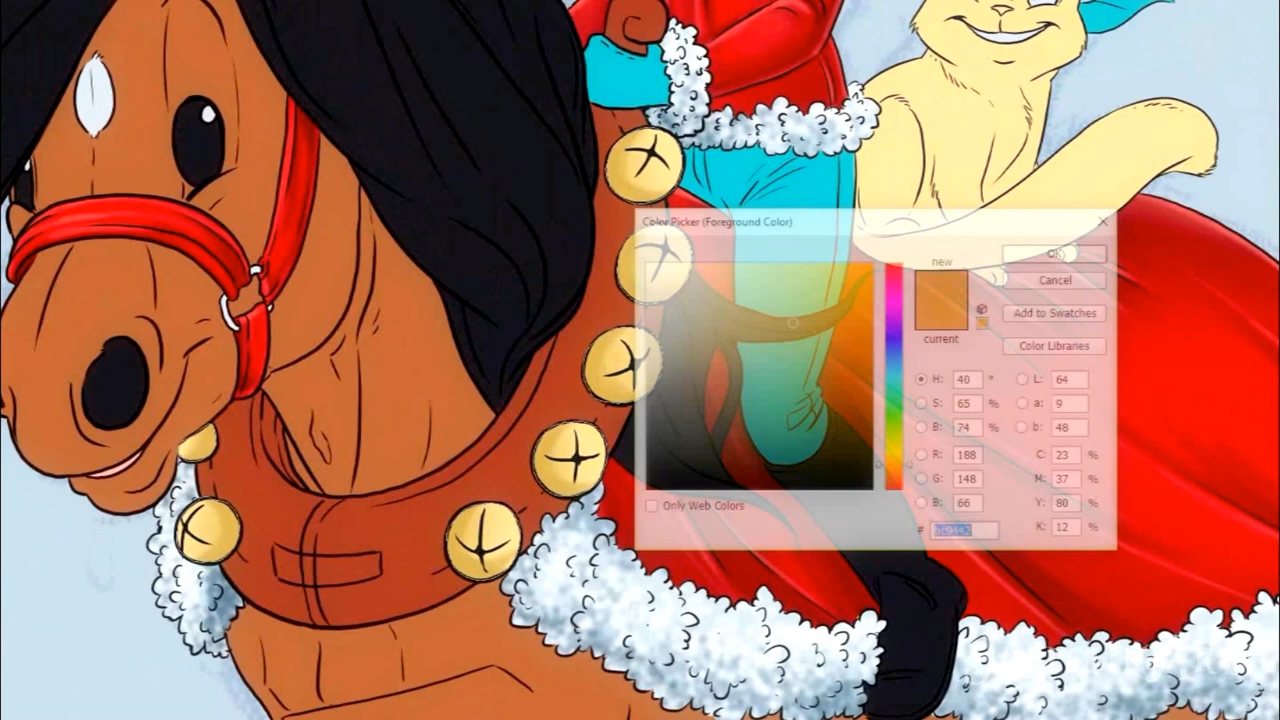 Color Picker (Foreground Color)
new
OK
Cancel
Add to Swatches
current
Color Libraries
H: 40 ° L: 64
S: 65 % a: 9
B: 74 % b: 48
R: 188 C: 23 %
G: 148 M: 37 %
B: 66 Y: 80 %
Only Web Colors K: 12 %
# bc9442